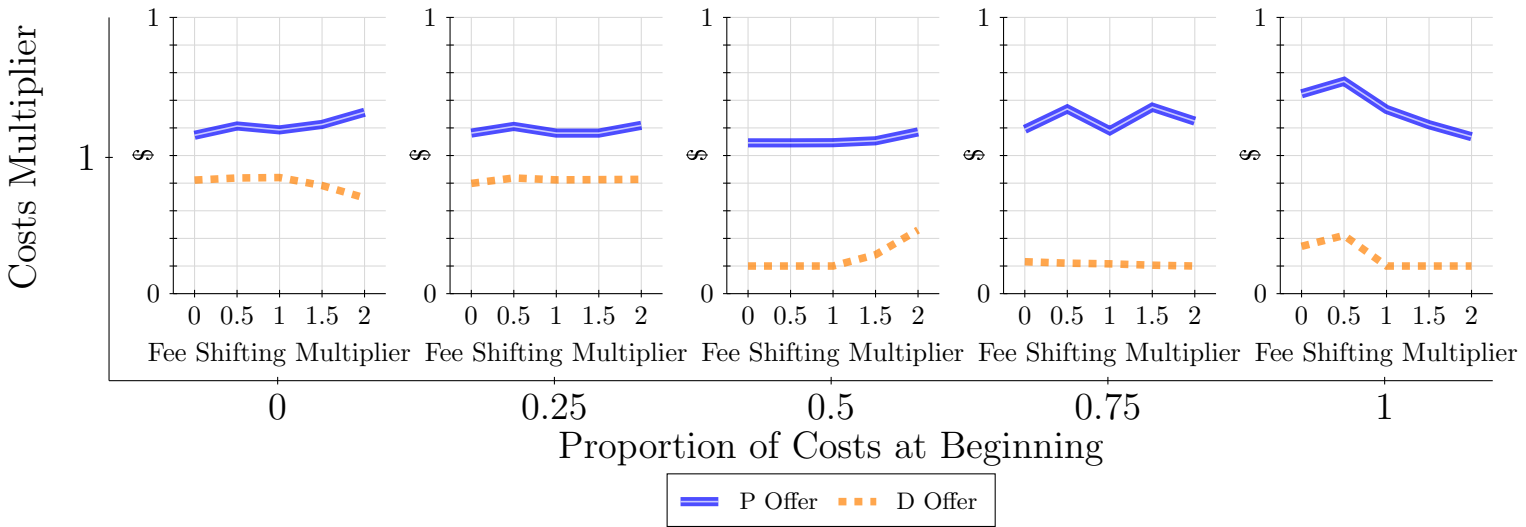 Costs Multiplier
1
1 1 1 1 1
$ $ $ $ $
0 0 0 0 0
0 0.5 1 1.5 2 0 0.5 1 1.5 2 0 0.5 1 1.5 2 0 0.5 1 1.5 2 0 0.5 1 1.5 2
Fee Shifting Multiplier Fee Shifting Multiplier Fee Shifting Multiplier Fee Shifting Multiplier Fee Shifting Multiplier
0 0.25 0.5 0.75 1
Proportion of Costs at Beginning
P Offer D Offer